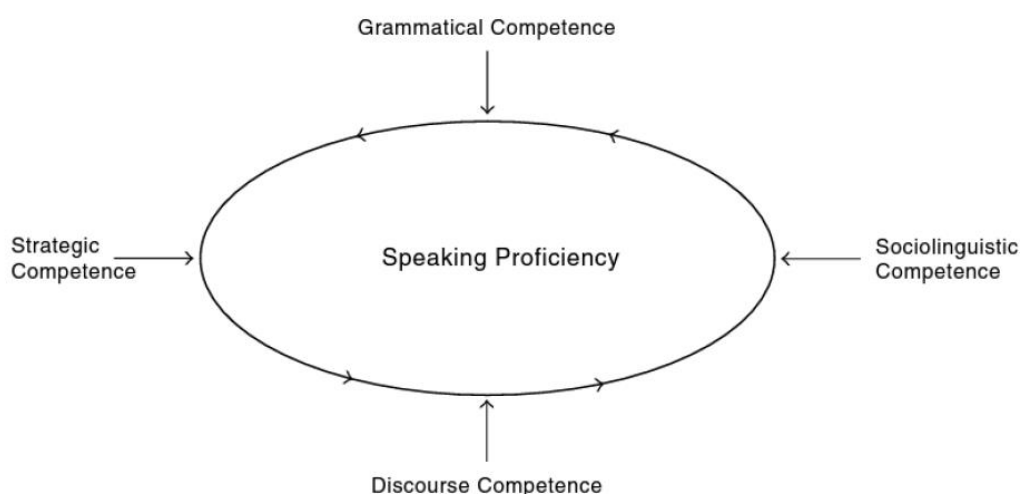 Grammatical Competence
Strategic
Competence
Speaking Proficiency
Sociolinguistic
Competence
Discourse Competence